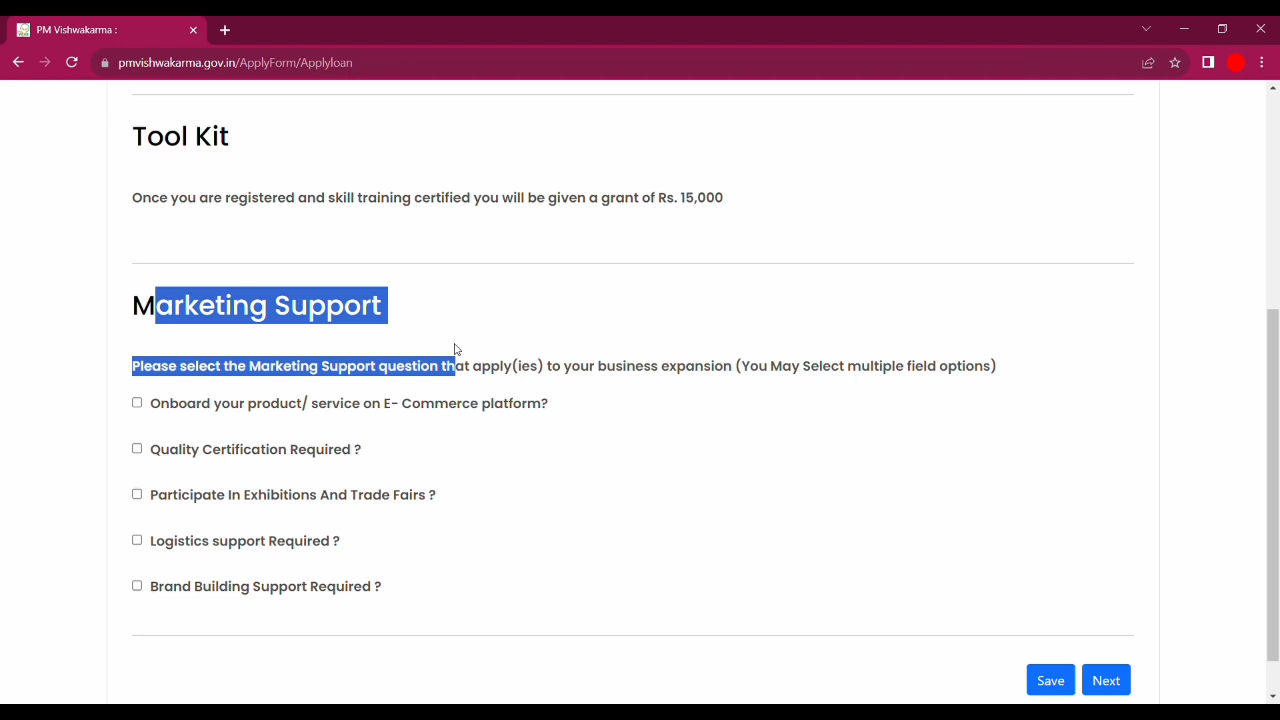 PM Vishwakarma :
pmvishwakarma.gov.in/ApplyForm/Applyloan
Tool Kit
Once you are registered and skill training certified you will be given a grant of Rs. 15,000
Marketing Support
Please select the Marketing Support question that apply(ies) to your business expansion (You May Select multiple field options)
Onboard your product/ service on E- Commerce platform?
Quality Certification Required ?
Participate In Exhibitions And Trade Fairs ?
Logistics support Required ?
Brand Building Support Required ?
Save Next